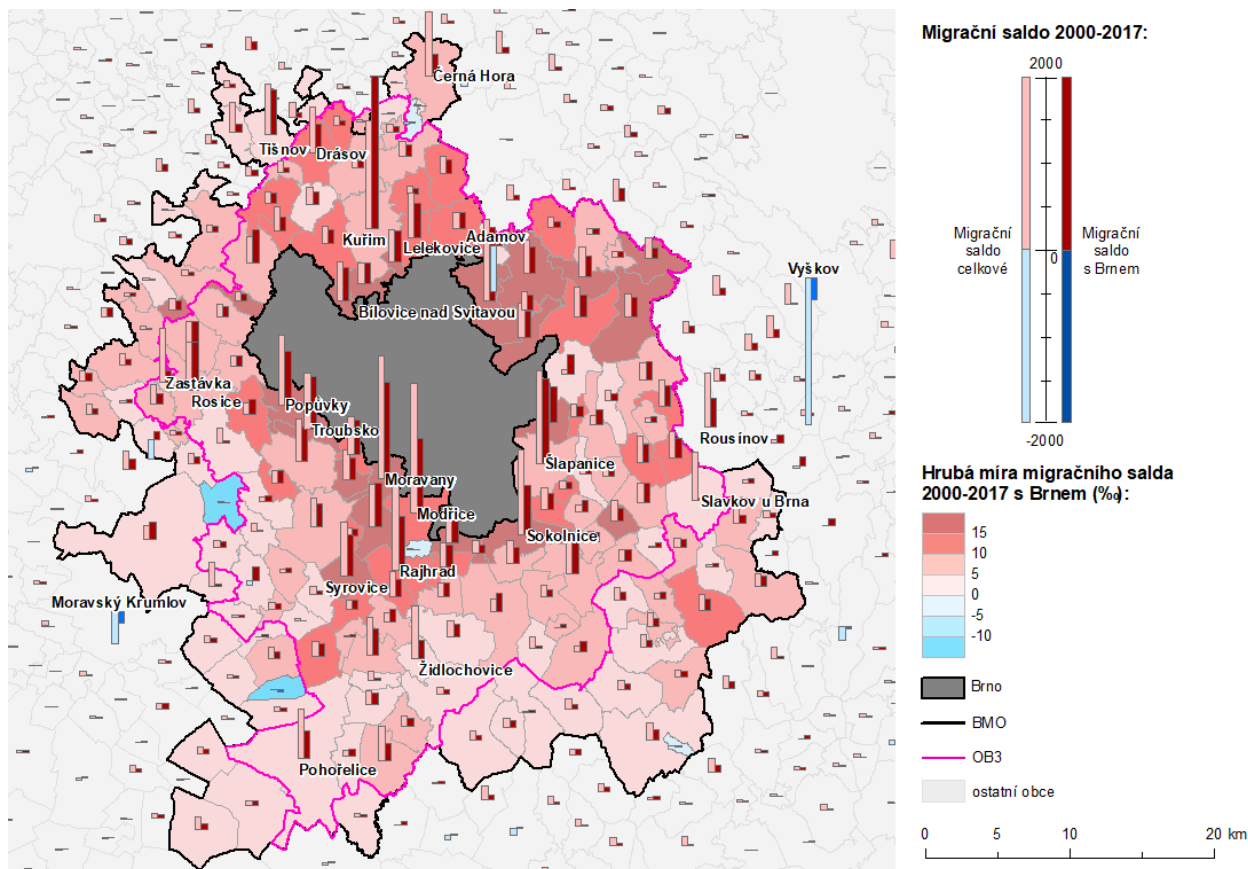 Migrační saldo 2000-2017:
2000
Migrační
saldo
celkové
0
Migrační
saldo
s Brnem
-2000
Hrubá míra migračního salda
2000-2017 s Brnem (‰):
15
10
5
0
-5
-10
Brno
BMO
OB3
ostatní obce
0 5 10 20 km
Černá Hora
Tišnov
Drásov
Kuřim
Lelekovice
Adamov
Vyškov
Bílovice nad Svitavou
Zastávka
Rosice
Popůvky
Troubsko
Rousínov
Šlapanice
Moravany
Slavkov u Brna
Modřice
Sokolnice
Rajhrad
Syrovice
Moravský Krumlov
Židlochovice
Pohořelice